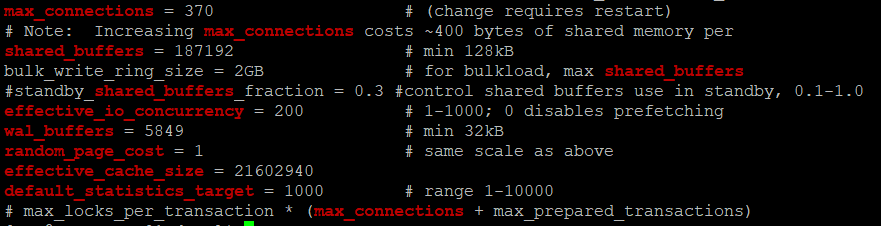 max_connections = 370 # (change requires restart)
# Note:  Increasing max_connections costs ~400 bytes of shared memory per
shared_buffers = 187192 # min 128kB
bulk_write_ring_size = 2GB # for bulkload, max shared_buffers
#standby_shared_buffers_fraction = 0.3 #control shared buffers use in standby, 0.1-1.0
effective_io_concurrency = 200 # 1-1000; 0 disables prefetching
wal_buffers = 5849 # min 32kB
random_page_cost = 1 # same scale as above
effective_cache_size = 21602940
default_statistics_target = 1000 # range 1-10000
# max_locks_per_transaction * (max_connections + max_prepared_transactions)